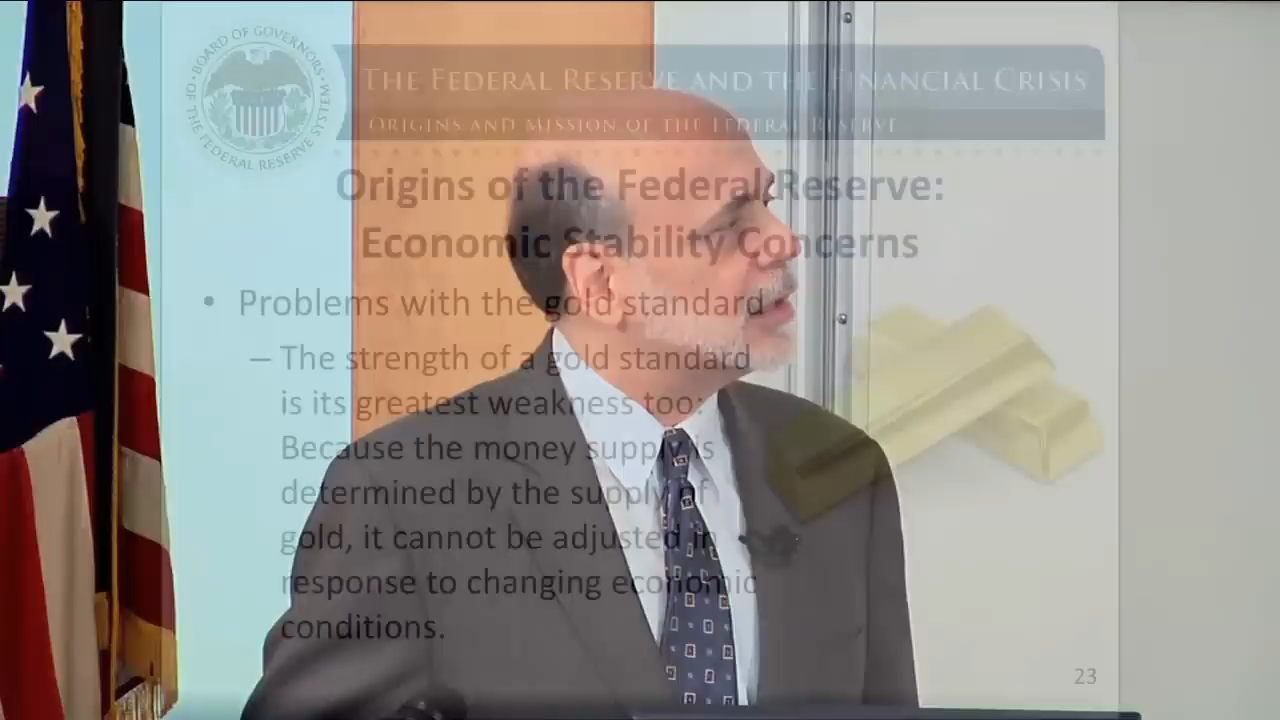 BOARD OF GOVERNORS
OF THE FEDERAL RESERVE SYSTEM
THE FEDERAL RESERVE AND THE FINANCIAL CRISIS
ORIGINS AND MISSION OF THE FEDERAL RESERVE
Origins of the Federal Reserve:
Economic Stability Concerns
• Problems with the gold standard
– The strength of a gold standard
is its greatest weakness too:
Because the money supply is
determined by the supply of
gold, it cannot be adjusted in
response to changing economic
conditions.
23